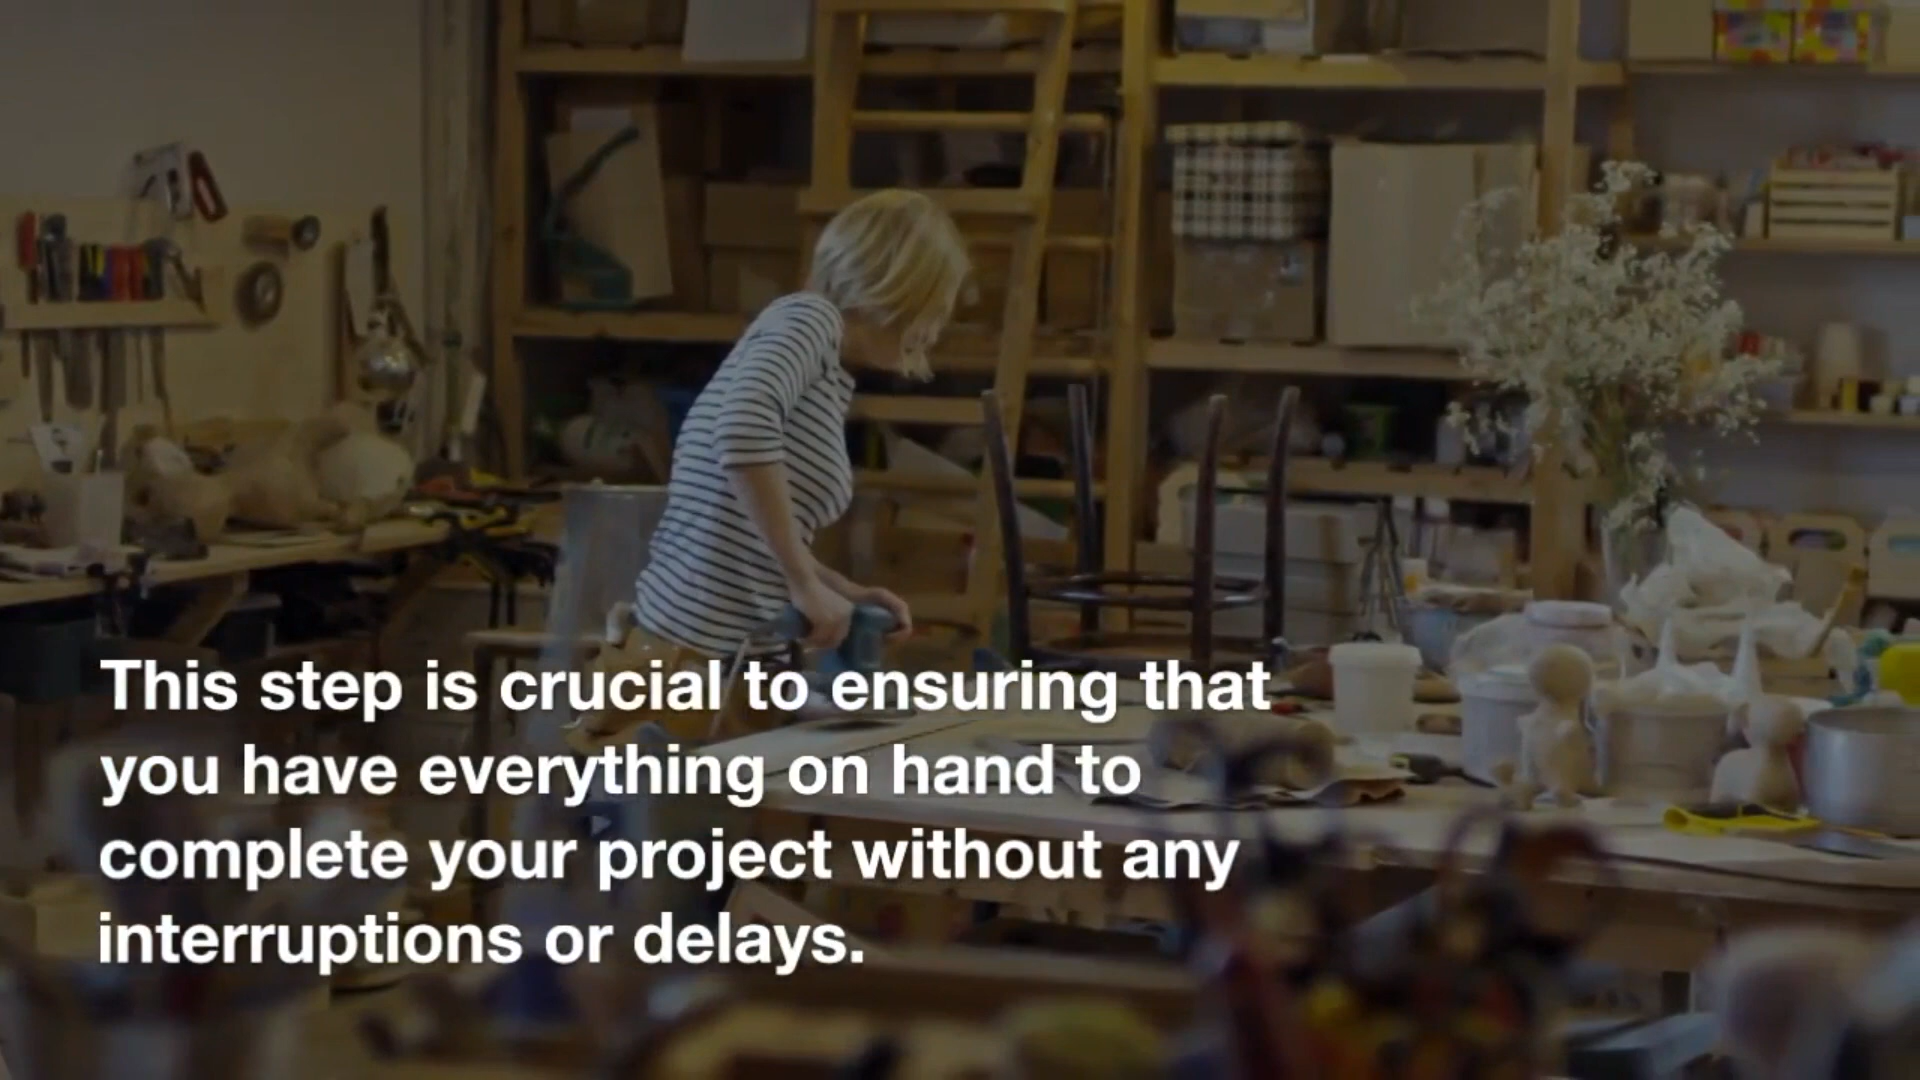 This step is crucial to ensuring that
you have everything on hand to
complete your project without any
interruptions or delays.